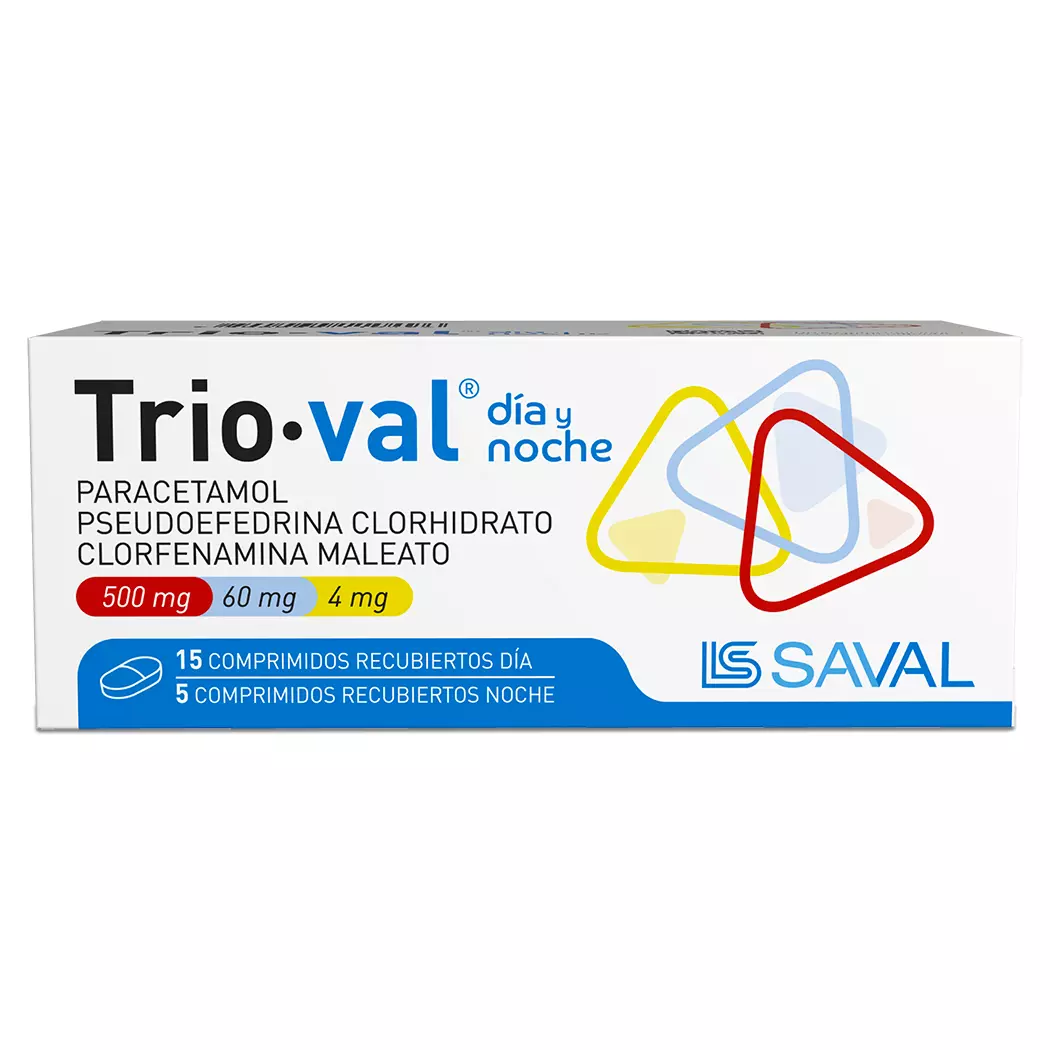 Trio·val® día y noche
PARACETAMOL
PSEUDOEFEDRINA CLORHIDRATO
CLORFENAMINA MALEATO
500 mg 60 mg 4 mg
15 COMPRIMIDOS RECUBIERTOS DÍA
5 COMPRIMIDOS RECUBIERTOS NOCHE
LS SAVAL